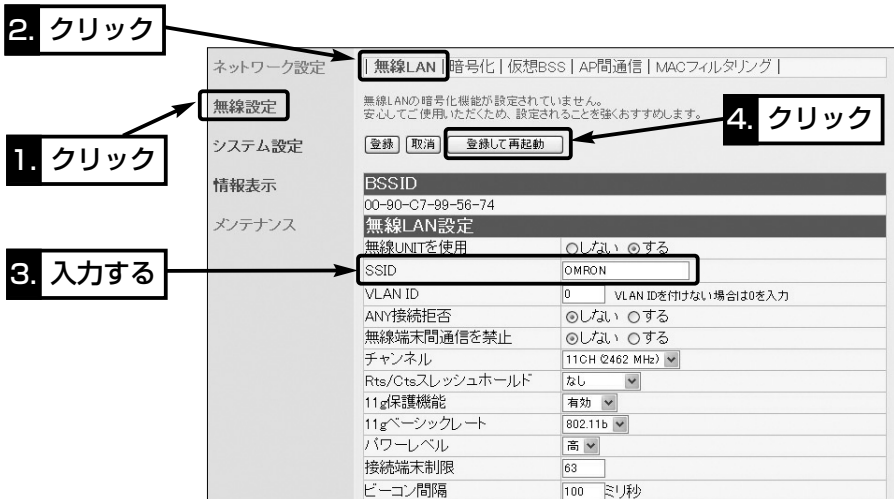 2. クリック
ネットワーク設定
| 無線LAN | 暗号化 | 仮想BSS | AP間通信 | MACフィルタリング |
無線設定
無線LANの暗号化機能が設定されていません。
安心してご使用いただくため、設定されることを強くおすすめします。
4. クリック
1. クリック
システム設定
登録 取消 登録して再起動
情報表示
BSSID
00-90-C7-99-56-74
メンテナンス
無線LAN設定
無線UNITを使用 しない する
3. 入力する
SSID OMRON
VLAN ID 0 VLAN IDを付けない場合は0を入力
ANY接続拒否 しない する
無線端末間通信を禁止 しない する
チャンネル 11CH (2462 MHz)
Rts/Ctsスレッシュホールド なし
11g保護機能 有効
11gベーシックレート 802.11b
パワーレベル 高
接続端末制限 63
ビーコン間隔 100 ミリ秒